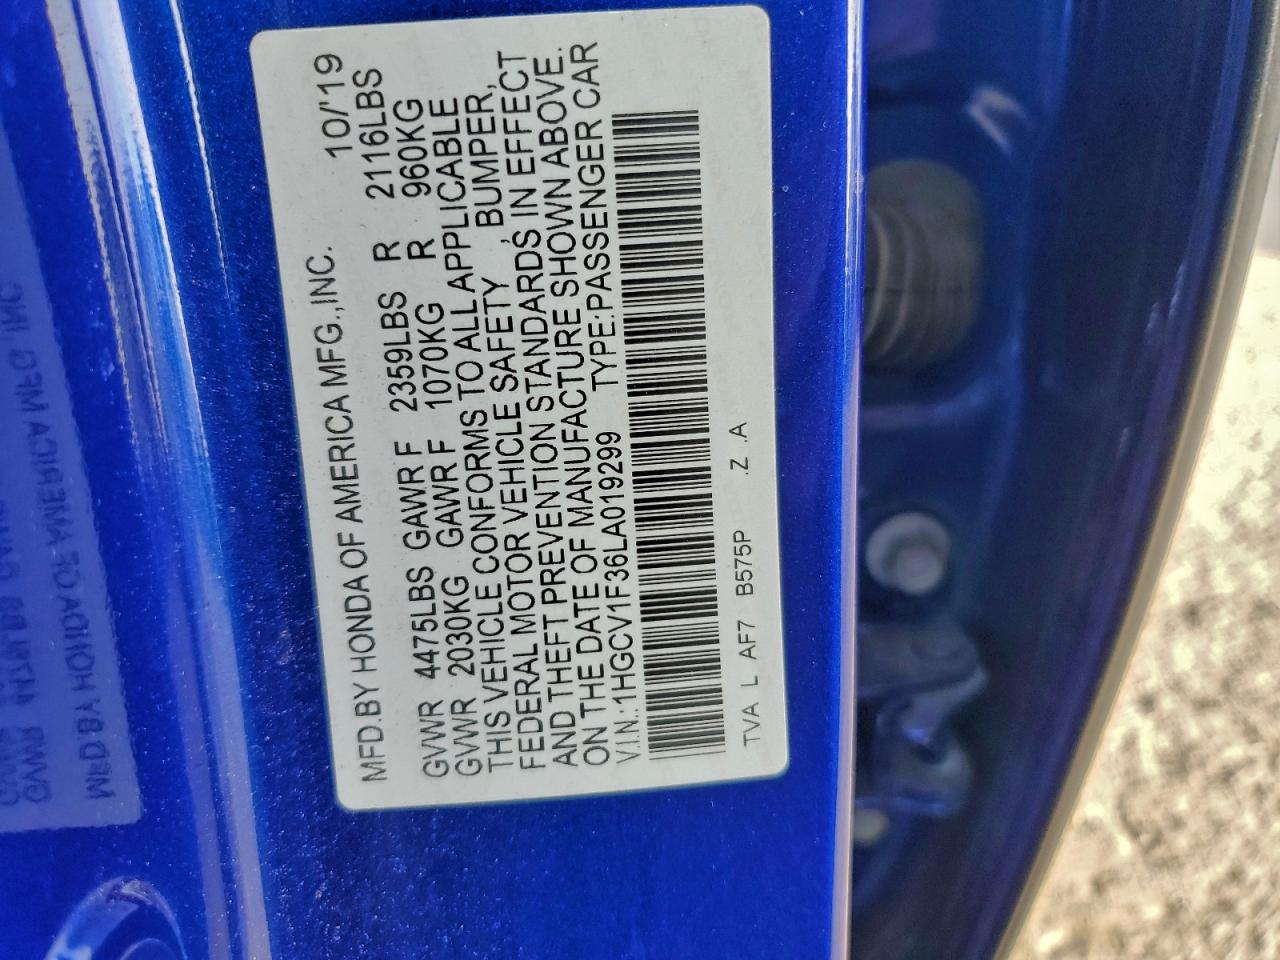 MFD.BY HONDA OF AMERICA MFG.,INC. 10/'19
GVWR 4475LBS GAWR F 2359LBS R 2116LBS
GVWR 2030KG GAWR F 1070KG R 960KG
THIS VEHICLE CONFORMS TO ALL APPLICABLE
FEDERAL MOTOR VEHICLE SAFETY, BUMPER,
AND THEFT PREVENTION STANDARDS IN EFFECT
ON THE DATE OF MANUFACTURE SHOWN ABOVE.
V.I.N.:1HGCV1F36LA019299 TYPE:PASSENGER CAR
TVA L AF7 B575P .Z .A